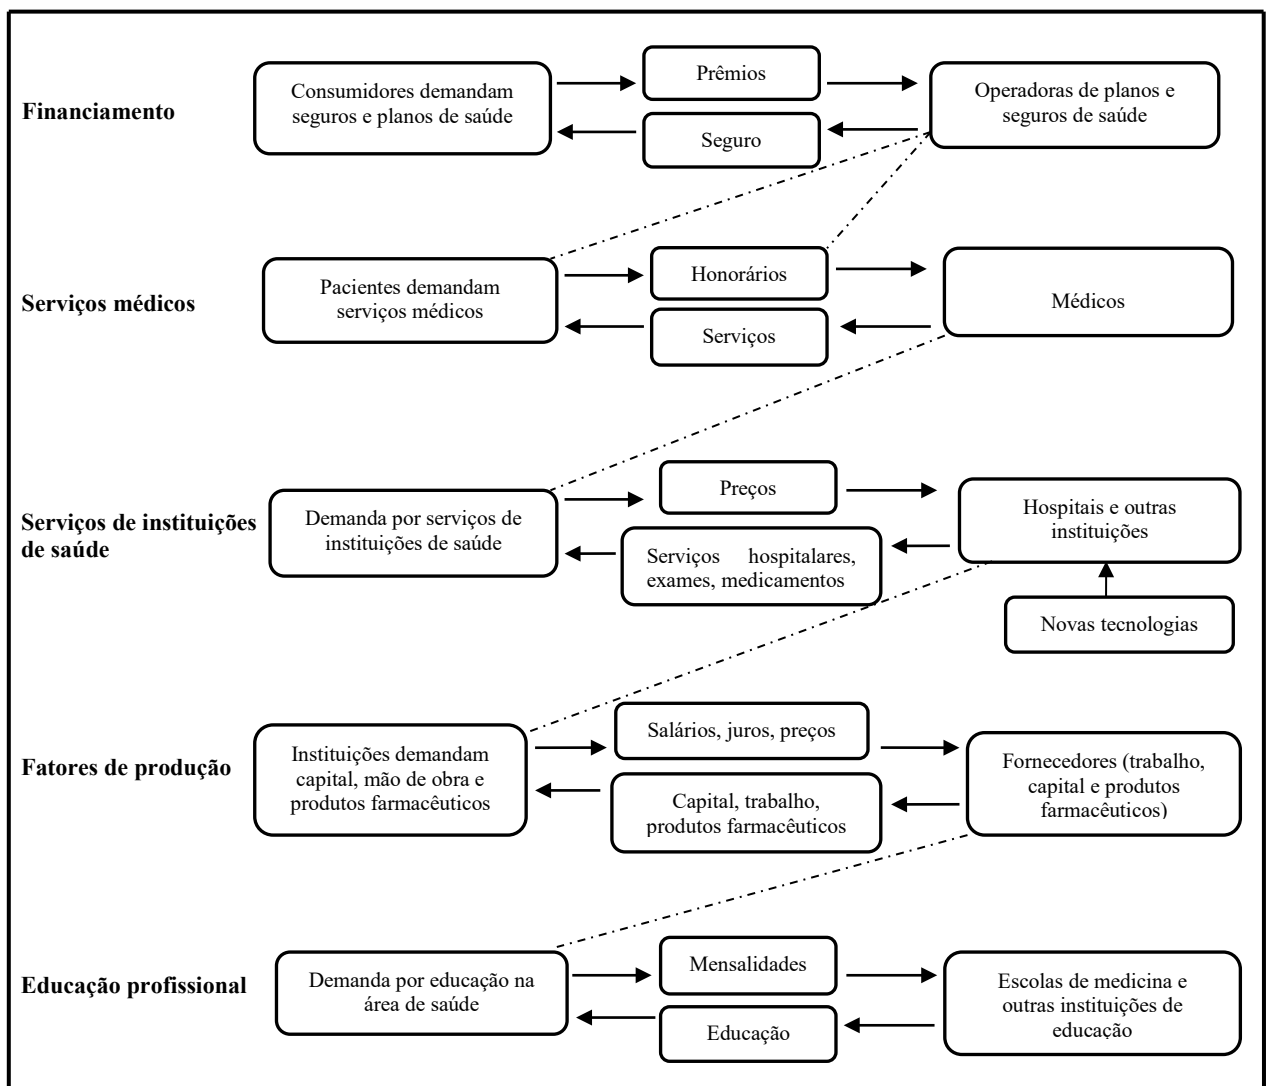 Financiamento
Consumidores demandam
seguros e planos de saúde
Prêmios
Seguro
Operadoras de planos e
seguros de saúde
Serviços médicos
Pacientes demandam
serviços médicos
Honorários
Serviços
Médicos
Serviços de instituições
de saúde
Demanda por serviços de
instituições de saúde
Preços
Serviços hospitalares,
exames, medicamentos
Hospitais e outras
instituições
Novas tecnologias
Fatores de produção
Instituições demandam
capital, mão de obra e
produtos farmacêuticos
Salários, juros, preços
Capital, trabalho,
produtos farmacêuticos
Fornecedores (trabalho,
capital e produtos
farmacêuticos)
Educação profissional
Demanda por educação na
área de saúde
Mensalidades
Educação
Escolas de medicina e
outras instituições de
educação